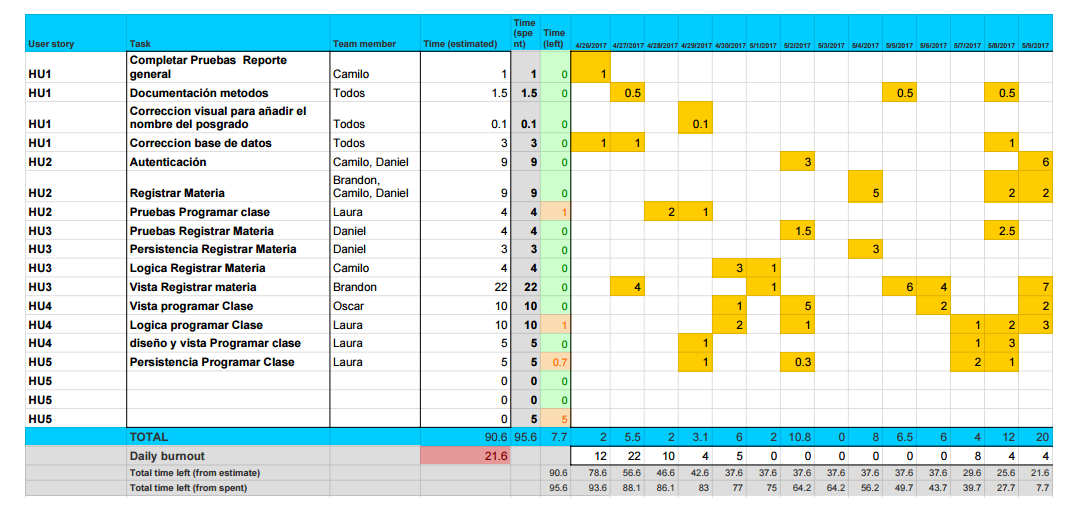 User story Task Team member Time (estimated) Time (spe nt) Time (left) 4/26/2017 4/27/2017 4/28/2017 4/29/2017 4/30/2017 5/1/2017 5/2/2017 5/3/2017 5/4/2017 5/5/2017 5/6/2017 5/7/2017 5/8/2017 5/9/2017
HU1 Completar Pruebas Reporte general Camilo 1 1 0 1
HU1 Documentación metodos Todos 1.5 1.5 0 0.5 0.5 0.5
HU1 Correccion visual para añadir el nombre del posgrado Todos 0.1 0.1 0 0.1
HU1 Correccion base de datos Todos 3 3 0 1 1 1
HU2 Autenticación Camilo, Daniel 9 9 0 3 6
HU2 Registrar Materia Brandon, Camilo, Daniel 9 9 0 5 2 2
HU2 Pruebas Programar clase Laura 4 4 1 2 1
HU3 Pruebas Registrar Materia Daniel 4 4 0 1.5 2.5
HU3 Persistencia Registrar Materia Daniel 3 3 0 3
HU3 Logica Registrar Materia Camilo 4 4 0 3 1
HU3 Vista Registrar materia Brandon 22 22 0 4 1 6 4 7
HU4 Vista programar Clase Oscar 10 10 0 1 5 2 2
HU4 Logica programar Clase Laura 10 10 1 2 1 1 2 3
HU4 diseño y vista Programar clase Laura 5 5 0 1 1 3
HU5 Persistencia Programar Clase Laura 5 5 0.7 1 0.3 2 1
HU5 0 0 0
HU5 0 0 0
HU5 0 5 5
TOTAL 90.6 95.6 7.7 2 5.5 2 3.1 6 2 10.8 0 8 6.5 6 4 12 20
Daily burnout 21.6 12 22 10 4 5 0 0 0 0 0 0 8 4 4
Total time left (from estimate) 90.6 78.6 56.6 46.6 42.6 37.6 37.6 37.6 37.6 37.6 37.6 37.6 29.6 25.6 21.6
Total time left (from spent) 95.6 93.6 88.1 86.1 83 77 75 64.2 64.2 56.2 49.7 43.7 39.7 27.7 7.7